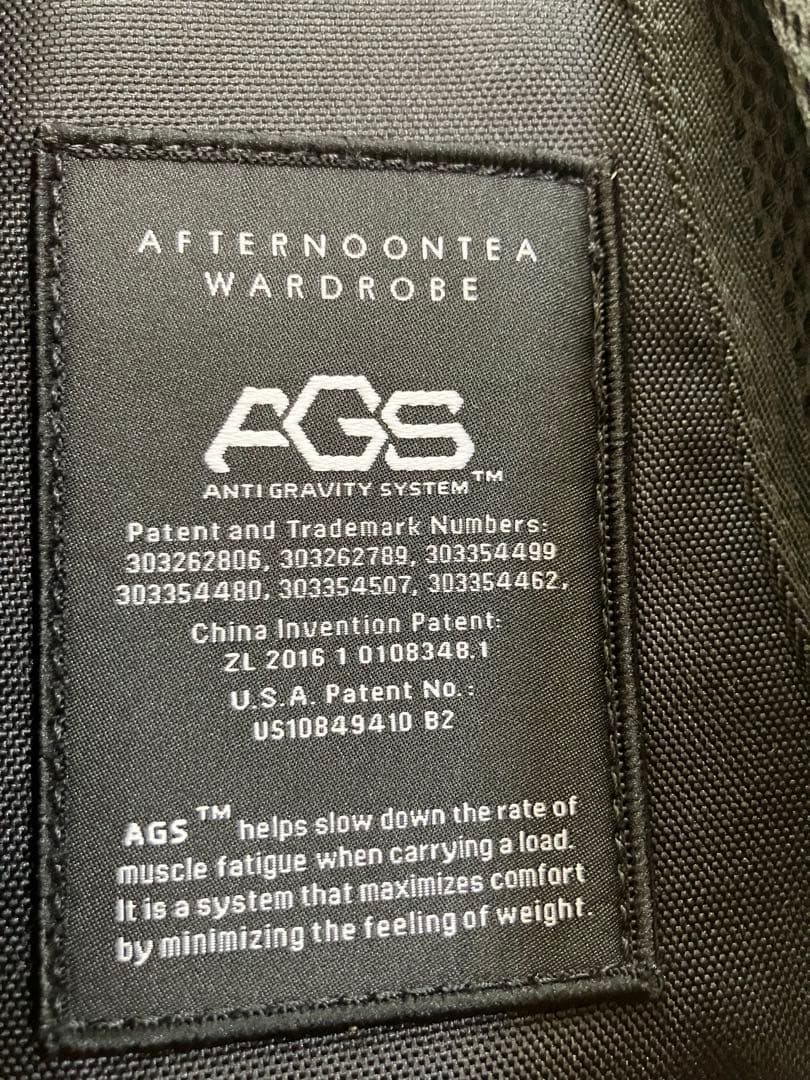 AFTERNOONTEA
WARDROBE
AGS
ANTI GRAVITY SYSTEM™
Patent and Trademark Numbers:
303262806, 303262789, 303354499
303354480, 303354507, 303354462,
China Invention Patent:
ZL 2016 1 0108348.1
U.S.A. Patent No.:
US10849410 B2
AGS™ helps slow down the rate of
muscle fatigue when carrying a load.
It is a system that maximizes comfort
by minimizing the feeling of weight.